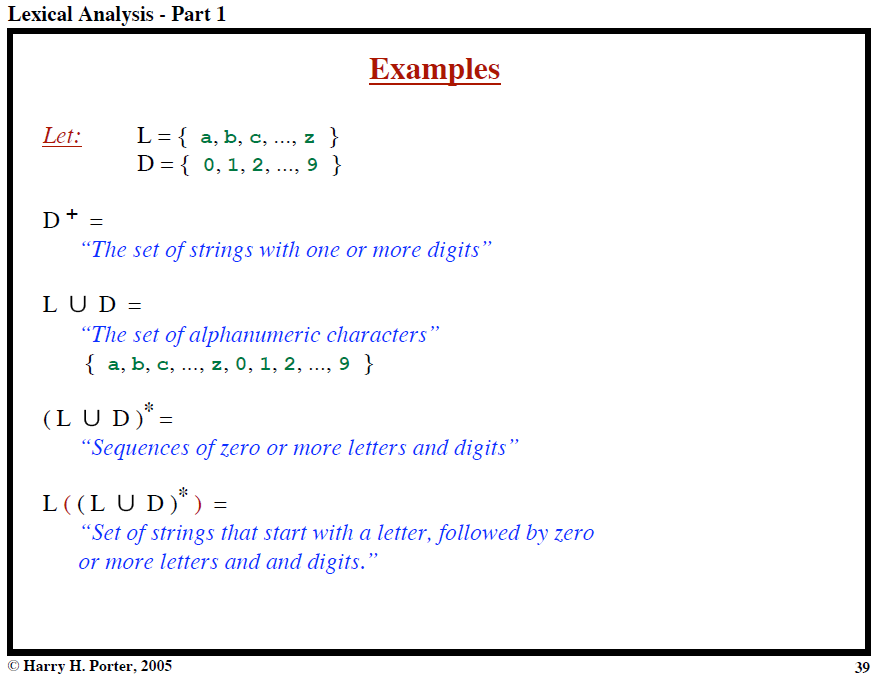 Lexical Analysis - Part 1
Examples
Let: L = { a, b, c, ..., z }
D = { 0, 1, 2, ..., 9 }
D⁺ =
“The set of strings with one or more digits”
L ∪ D =
“The set of alphanumeric characters”
{ a, b, c, ..., z, 0, 1, 2, ..., 9 }
( L ∪ D )* =
“Sequences of zero or more letters and digits”
L ( ( L ∪ D )* ) =
“Set of strings that start with a letter, followed by zero
or more letters and and digits.”
© Harry H. Porter, 2005 39